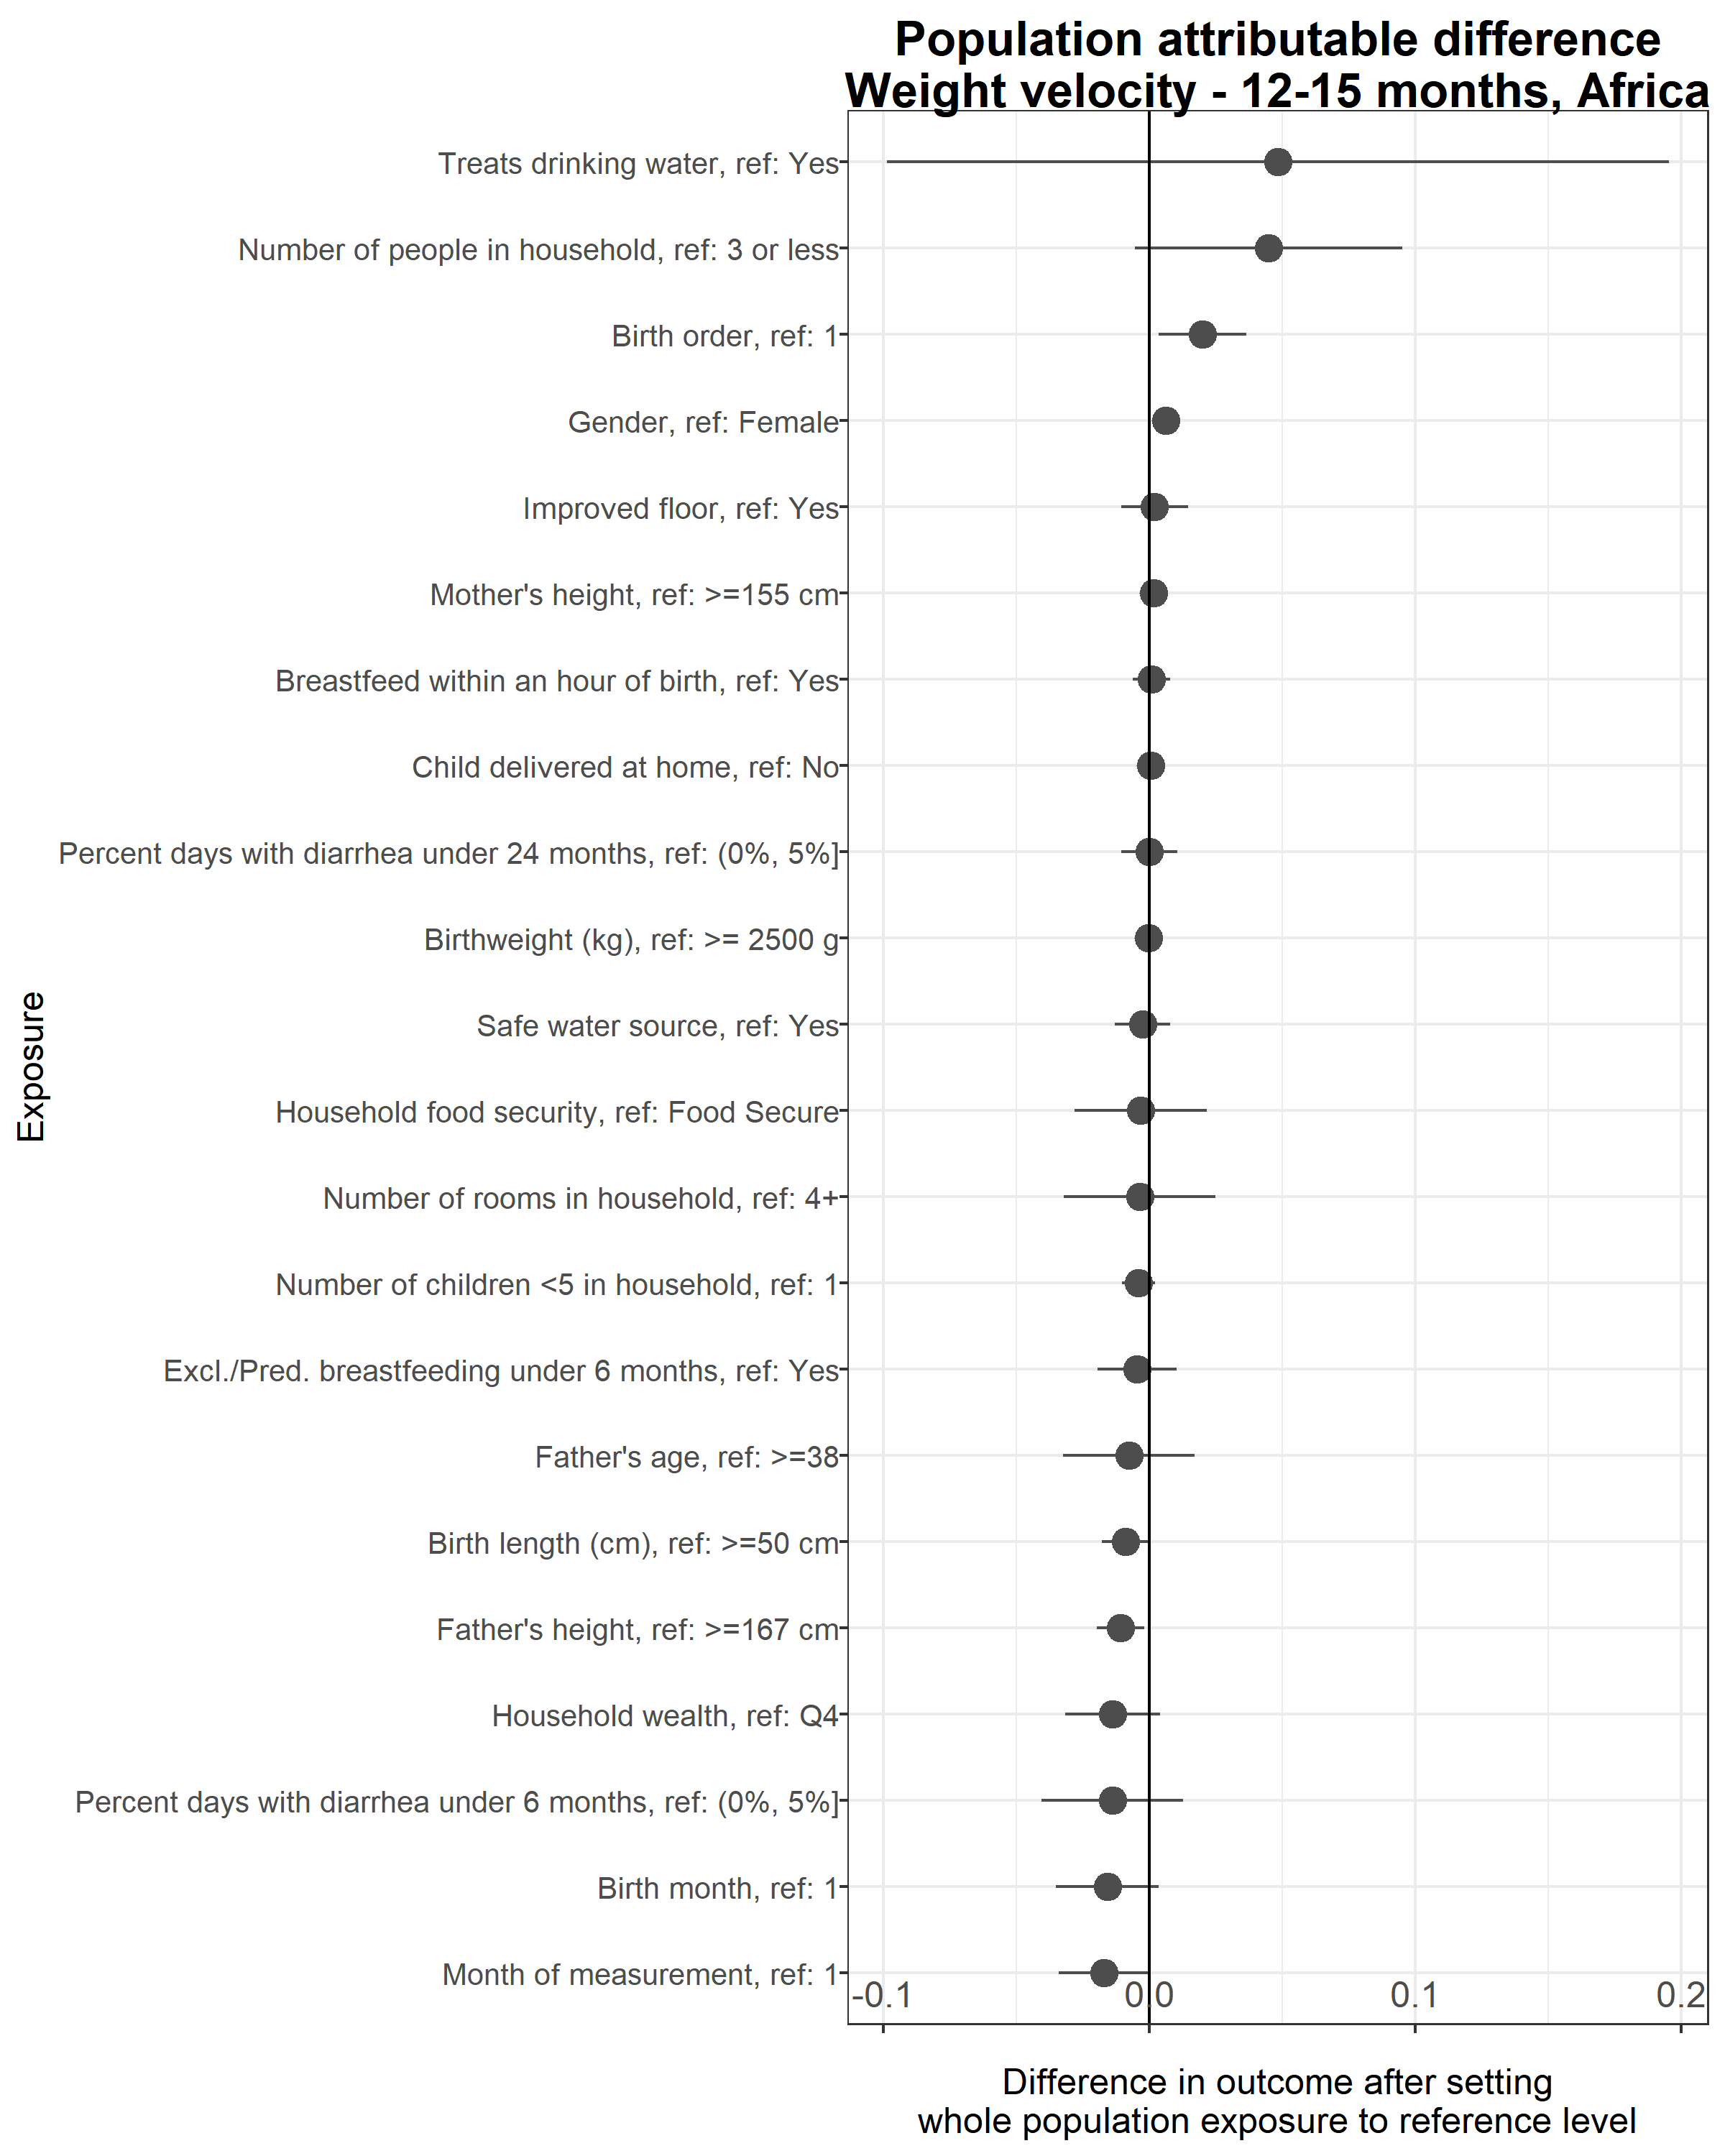 Population attributable difference
Weight velocity - 12-15 months, Africa
Treats drinking water, ref: Yes
Number of people in household, ref: 3 or less
Birth order, ref: 1
Gender, ref: Female
Improved floor, ref: Yes
Mother's height, ref: >=155 cm
Breastfeed within an hour of birth, ref: Yes
Child delivered at home, ref: No
Percent days with diarrhea under 24 months, ref: (0%, 5%]
Birthweight (kg), ref: >= 2500 g
Safe water source, ref: Yes
Household food security, ref: Food Secure
Number of rooms in household, ref: 4+
Number of children <5 in household, ref: 1
Excl./Pred. breastfeeding under 6 months, ref: Yes
Father's age, ref: >=38
Birth length (cm), ref: >=50 cm
Father's height, ref: >=167 cm
Household wealth, ref: Q4
Percent days with diarrhea under 6 months, ref: (0%, 5%]
Birth month, ref: 1
Month of measurement, ref: 1
Exposure
-0.1 0.0 0.1 0.2
Difference in outcome after setting
whole population exposure to reference level